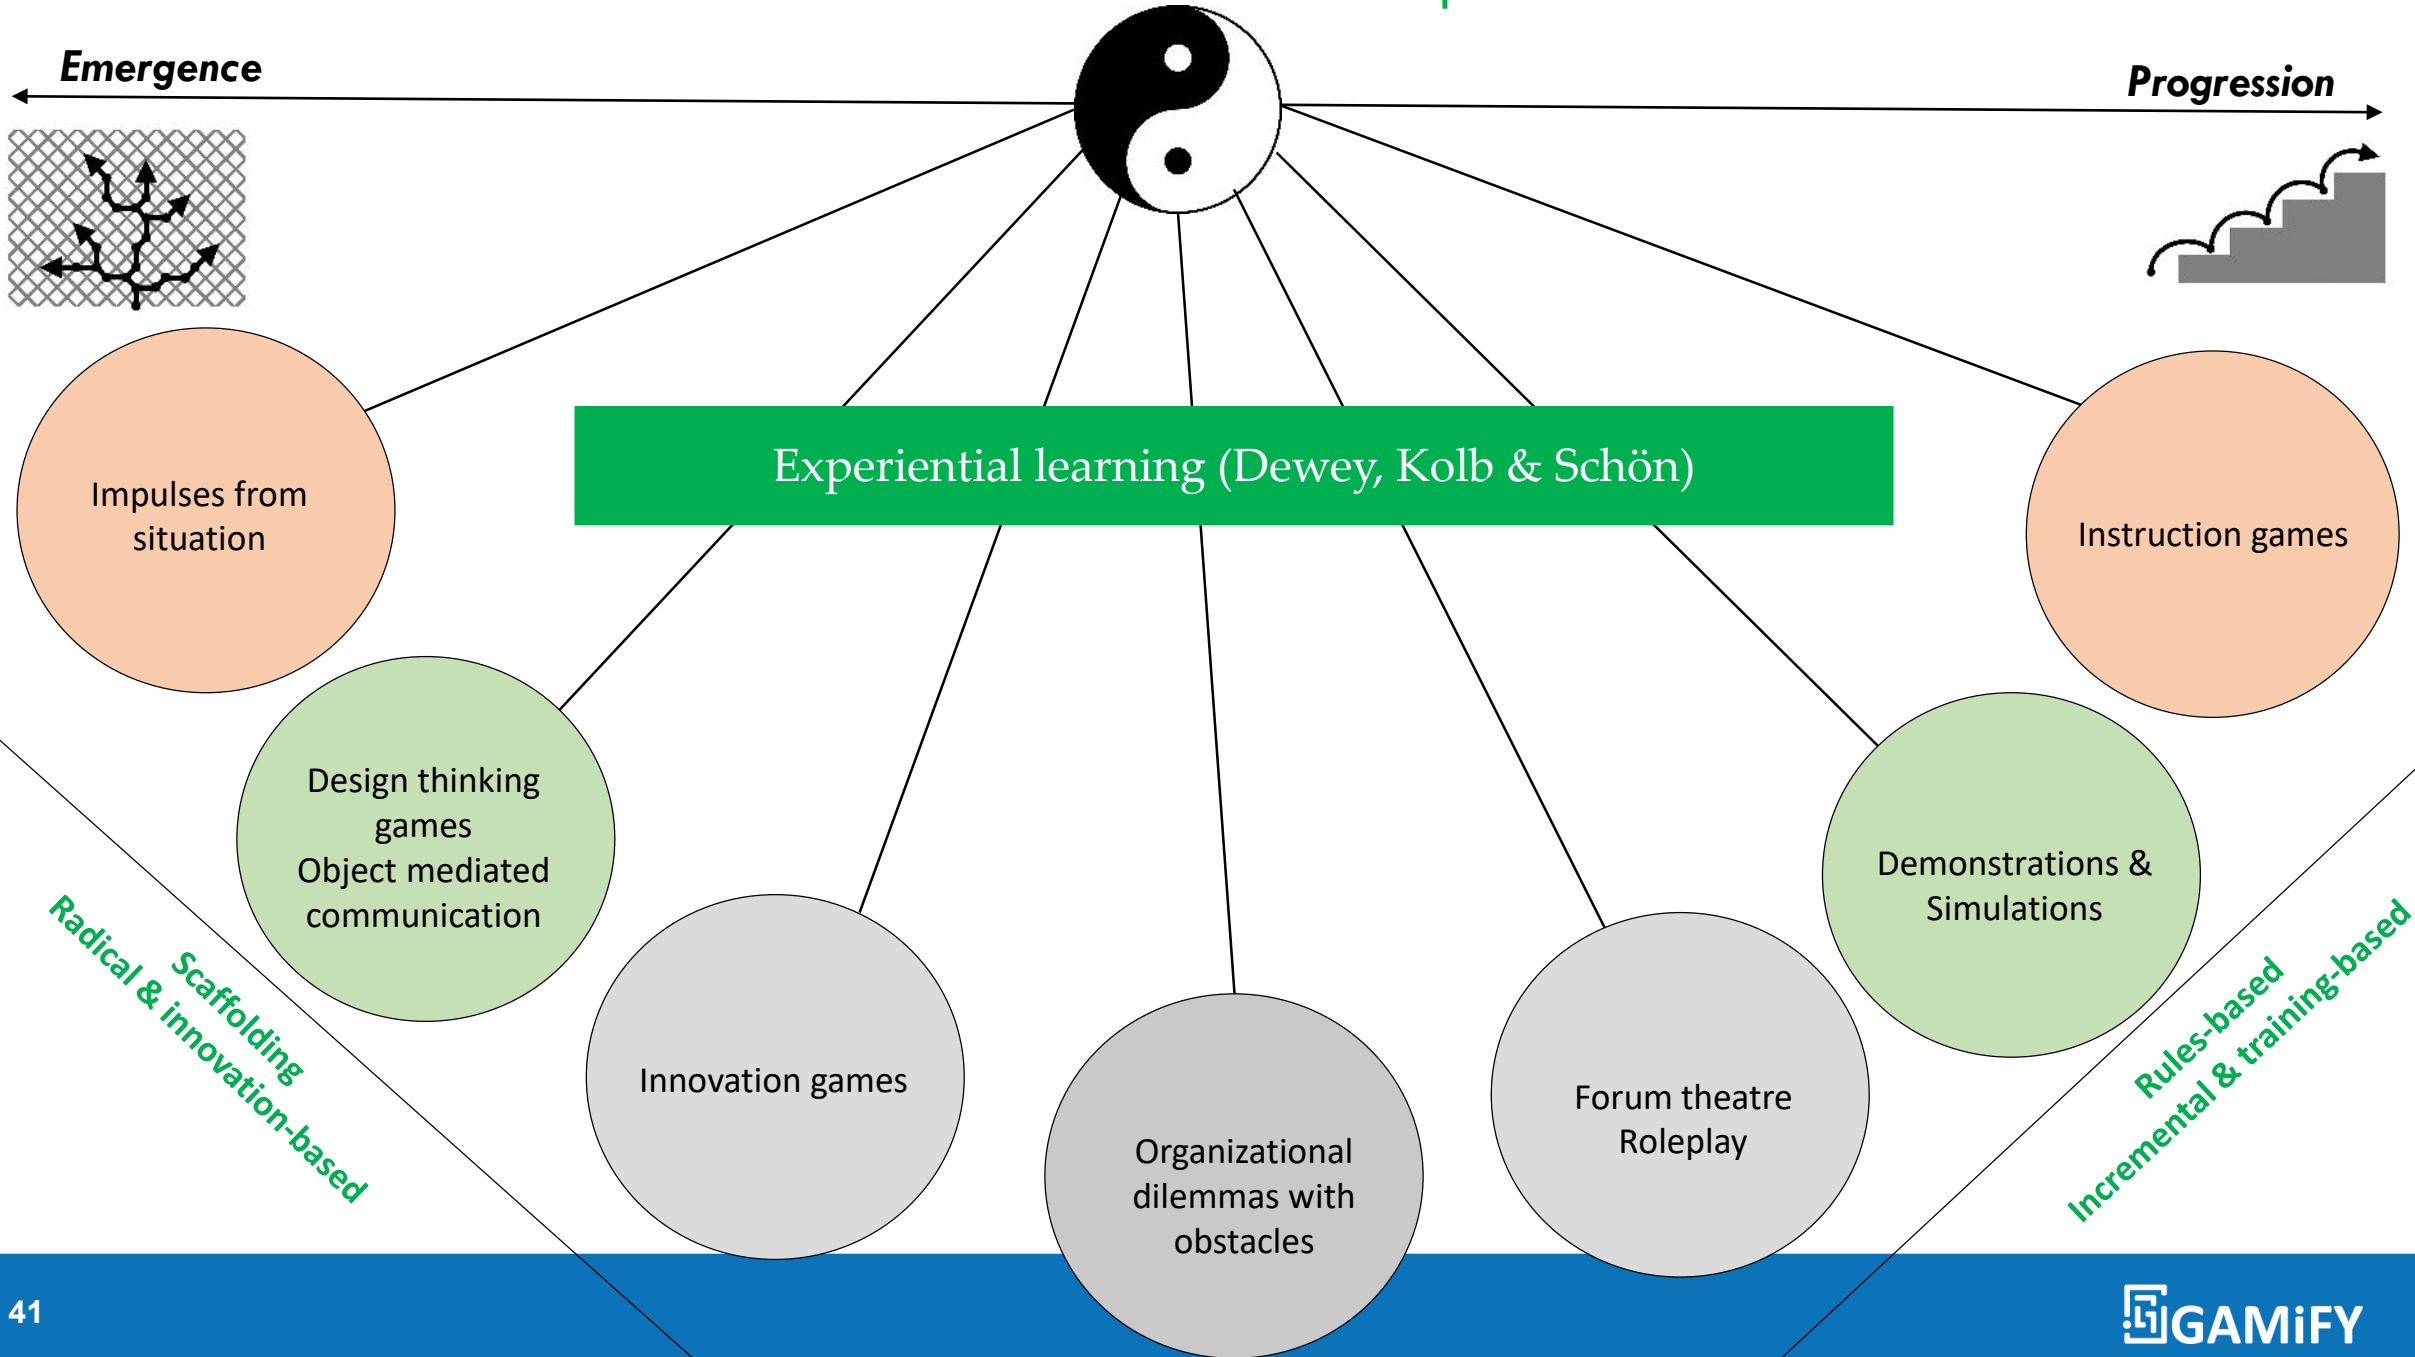 Emergence
Progression
Experiential learning (Dewey, Kolb & Schön)
Impulses from
situation
Instruction games
Design thinking
games
Object mediated
communication
Demonstrations &
Simulations
Scaffolding
Radical & innovation-based
Rules-based
Incremental & training-based
Innovation games
Forum theatre
Roleplay
Organizational
dilemmas with
obstacles
41
GAMiFY